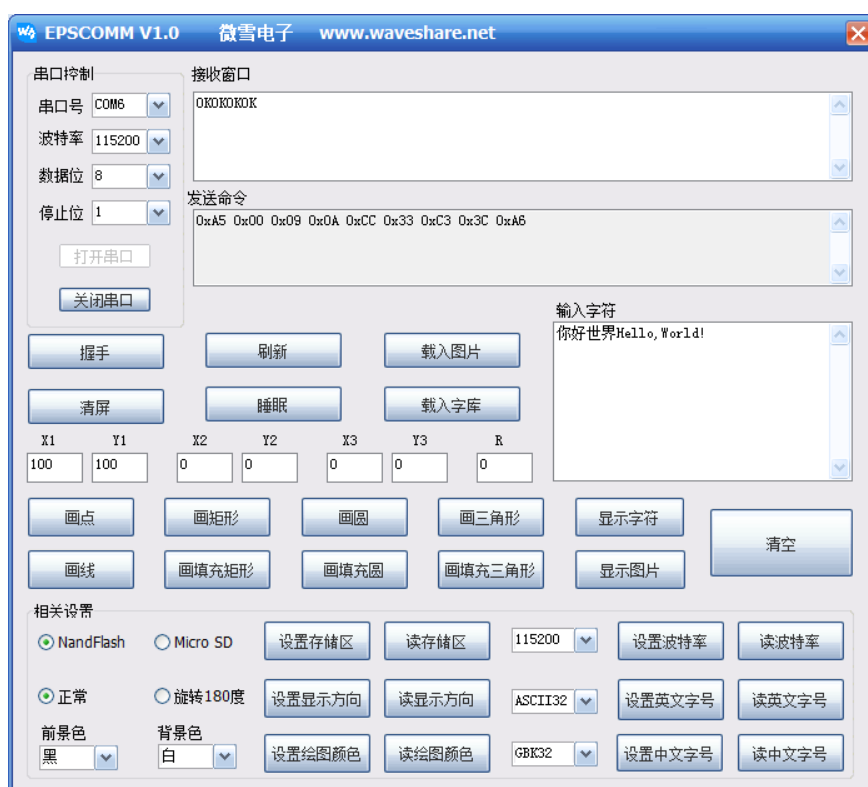 EPSCOMM V1.0 微雪电子 www.waveshare.net
串口控制
串口号 COM6
波特率 115200
数据位 8
停止位 1
打开串口
关闭串口
接收窗口
OKOKOKOK
发送命令
0xA5 0x00 0x09 0x0A 0xCC 0x33 0xC3 0x3C 0xA6
输入字符
你好世界Hello,World!
握手 刷新 载入图片
清屏 睡眠 载入字库
X1 Y1 X2 Y2 X3 Y3 R
100 100 0 0 0 0 0
画点 画矩形 画圆 画三角形 显示字符
画线 画填充矩形 画填充圆 画填充三角形 显示图片
清空
相关设置
NandFlash Micro SD 设置存储区 读存储区 115200 设置波特率 读波特率
正常 旋转180度 设置显示方向 读显示方向 ASCII32 设置英文字号 读英文字号
前景色 背景色
黑 白 设置绘图颜色 读绘图颜色 GBK32 设置中文字号 读中文字号